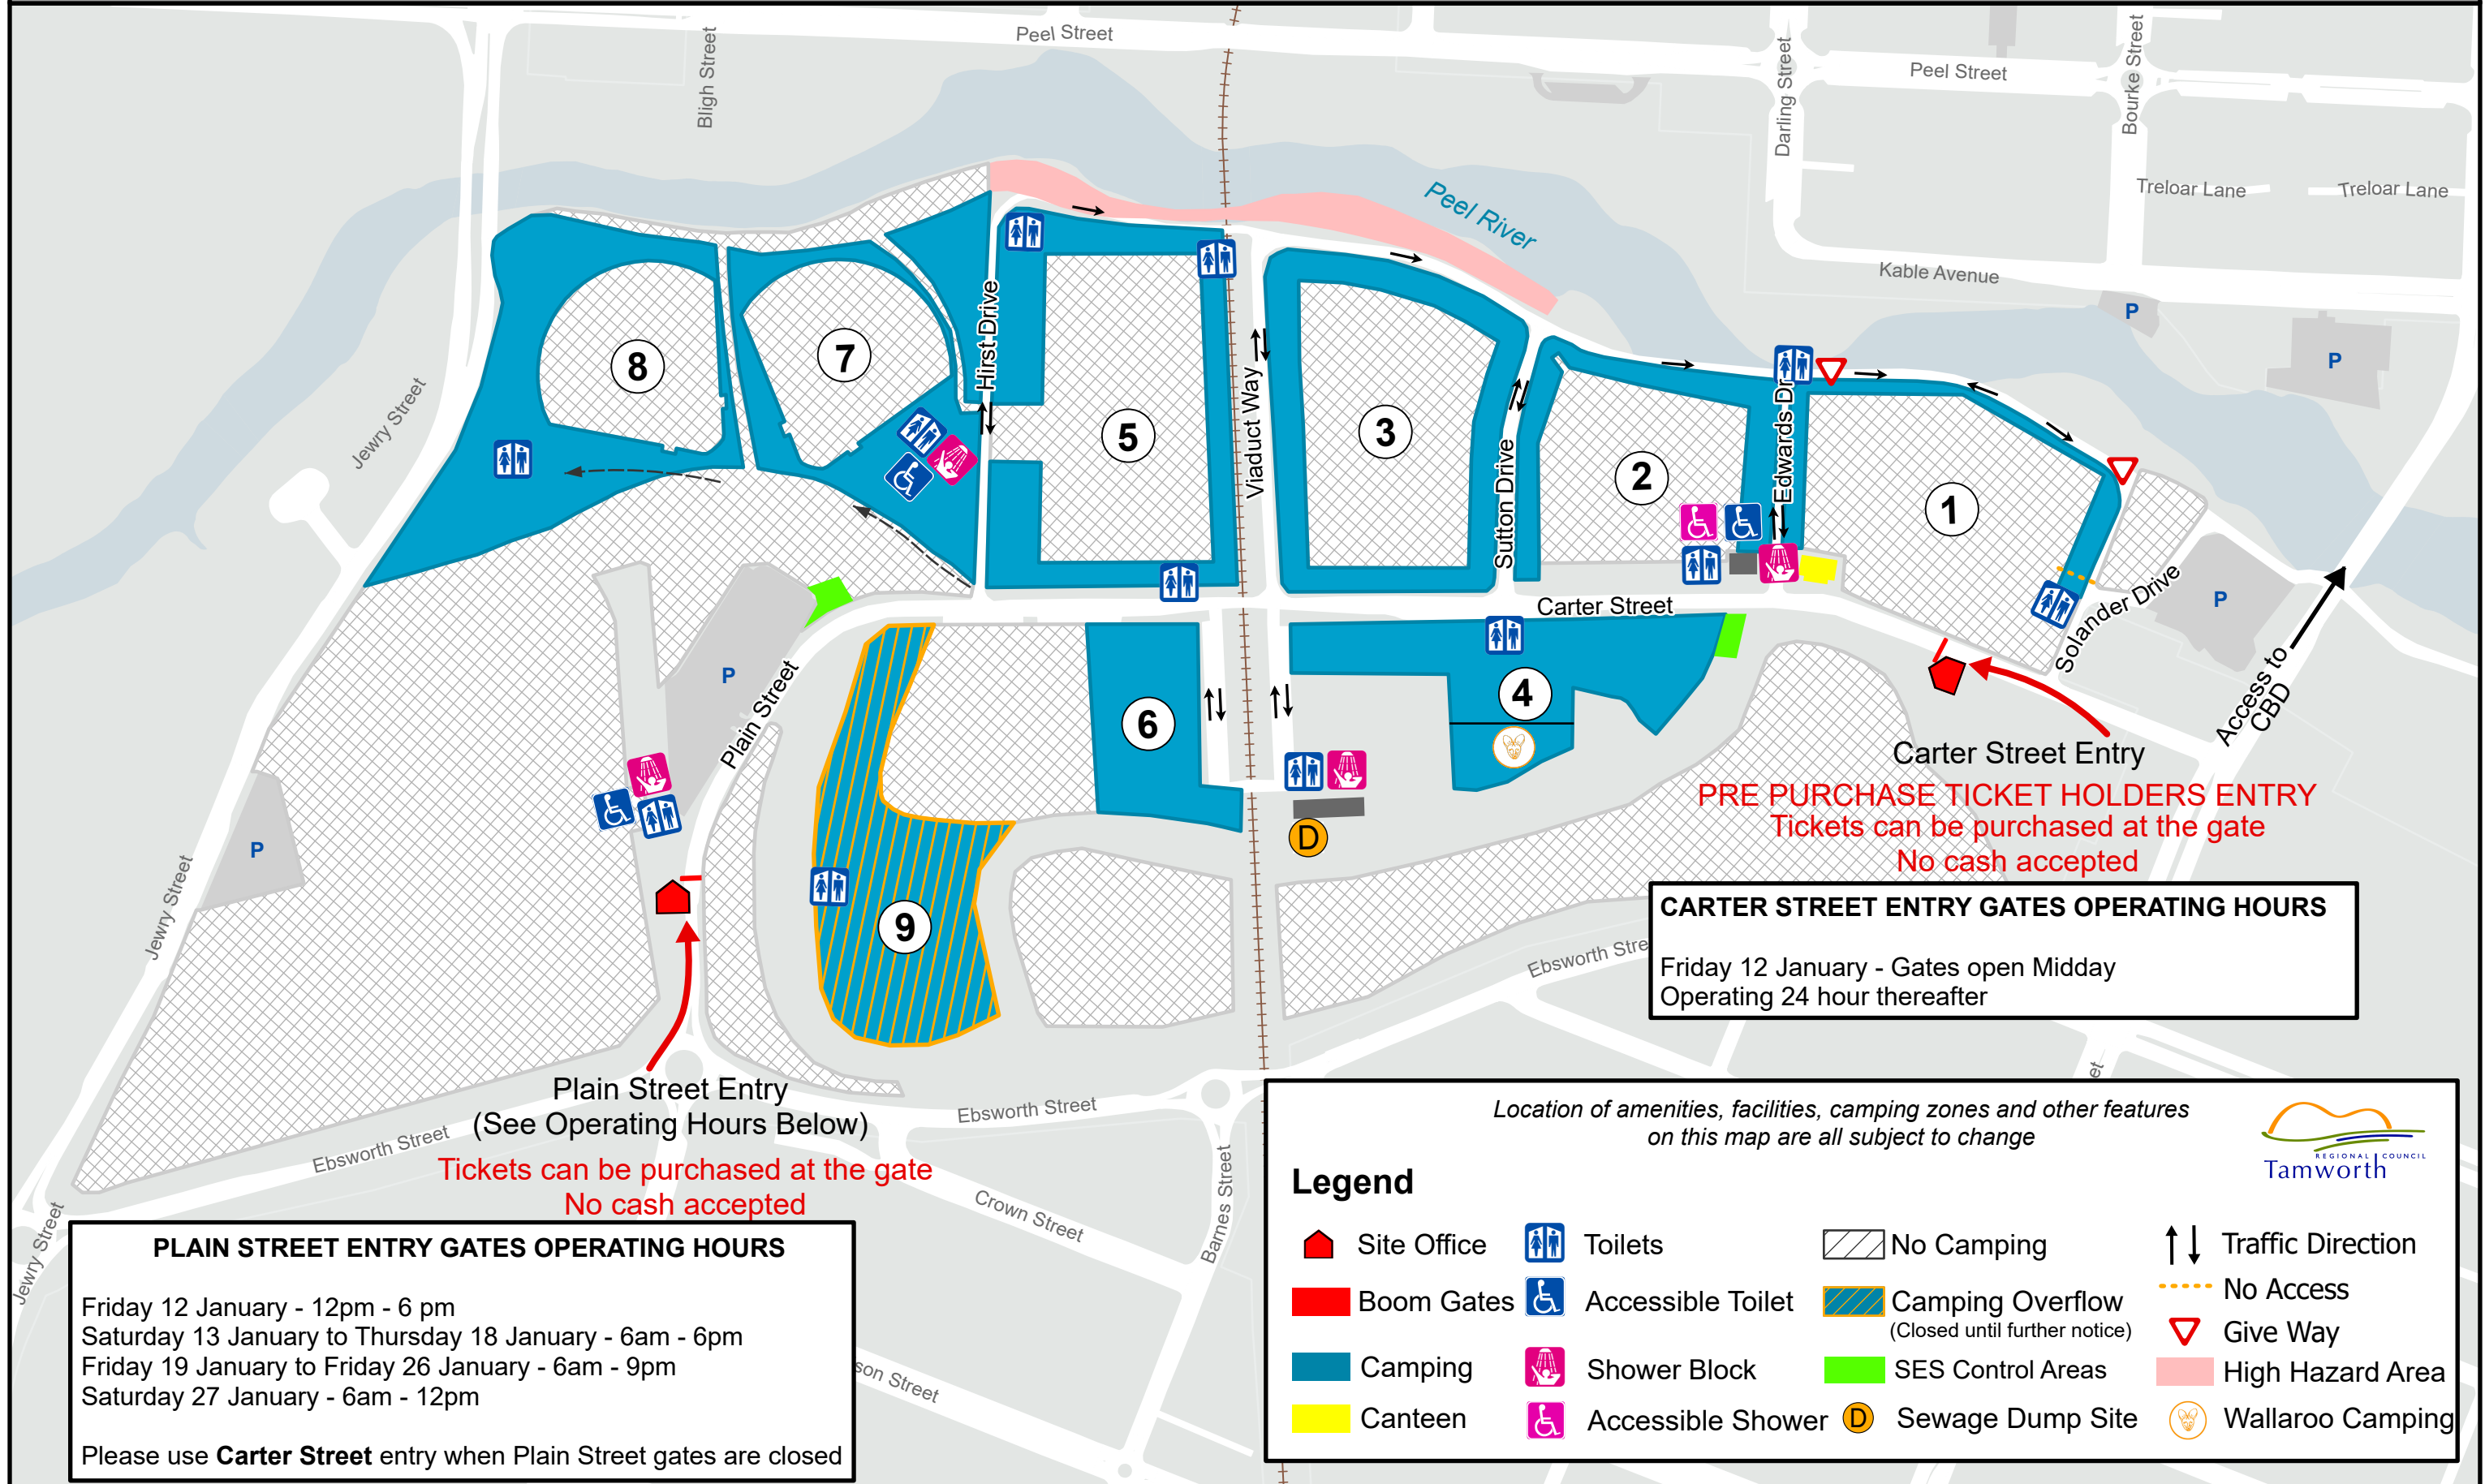 Peel Street
Bligh Street
Darling Street
Peel Street
Bourke Street
Treloar Lane
Treloar Lane
Peel River
Kable Avenue
P
P
Hirst Drive
8
7
5
3
Viaduct Way
Jewry Street
Sutton Drive
2
Edwards Dr
1
P
Carter Street
Solander Drive
Access to
CBD
P
Plain Street
6
4
Carter Street Entry
PRE PURCHASE TICKET HOLDERS ENTRY
Tickets can be purchased at the gate
No cash accepted
D
P
Jewry Street
9
CARTER STREET ENTRY GATES OPERATING HOURS
Friday 12 January - Gates open Midday
Operating 24 hour thereafter
Ebsworth Stre
et
Plain Street Entry
(See Operating Hours Below)
Tickets can be purchased at the gate
No cash accepted
Ebsworth Street
Ebsworth Street
Crown Street
Barnes Street
son Street
Jewry Street
PLAIN STREET ENTRY GATES OPERATING HOURS
Friday 12 January - 12pm - 6 pm
Saturday 13 January to Thursday 18 January - 6am - 6pm
Friday 19 January to Friday 26 January - 6am - 9pm
Saturday 27 January - 6am - 12pm
Please use Carter Street entry when Plain Street gates are closed
Location of amenities, facilities, camping zones and other features
on this map are all subject to change
REGIONAL COUNCIL
Tamworth
Legend
Site Office
Toilets
No Camping
Traffic Direction
Boom Gates
Accessible Toilet
Camping Overflow
(Closed until further notice)
No Access
Give Way
Camping
Shower Block
SES Control Areas
High Hazard Area
Canteen
Accessible Shower
D
Sewage Dump Site
Wallaroo Camping